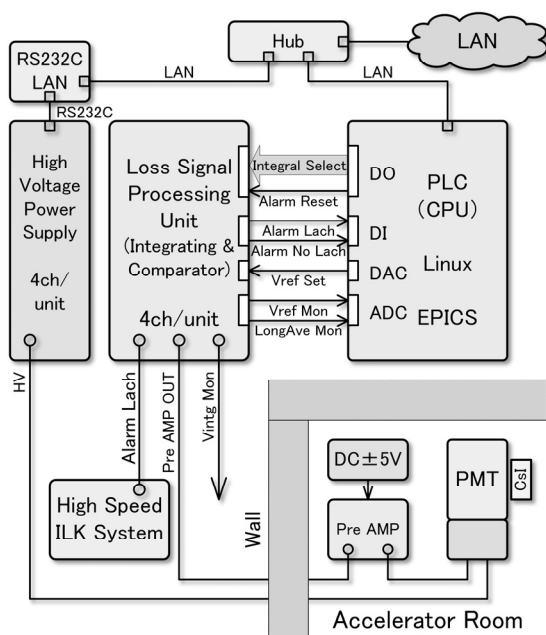 RS232C
LAN
Hub
LAN
LAN
LAN
RS232C
High
Voltage
Power
Supply
4ch/
unit
Loss Signal
Processing
Unit
(Integrating &
Comparator)
4ch/unit
Integral Select
Alarm Reset
Alarm Lach
Alarm No Lach
Vref Set
Vref Mon
LongAve Mon
DO
DI
DAC
ADC
PLC
(CPU)
Linux
EPICS
HV
Alarm Lach
Pre AMP OUT
Vintg Mon
High Speed
ILK System
Wall
DC±5V
Pre AMP
PMT
CsI
Accelerator Room